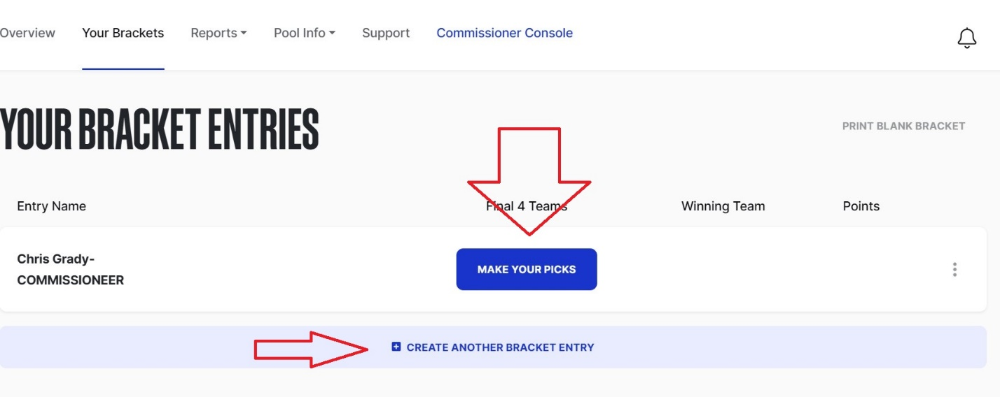 Overview Your Brackets Reports Pool Info Support Commissioner Console
YOUR BRACKET ENTRIES
PRINT BLANK BRACKET
Entry Name Final 4 Teams Winning Team Points
Chris Grady-
COMMISSIONEER
MAKE YOUR PICKS
CREATE ANOTHER BRACKET ENTRY